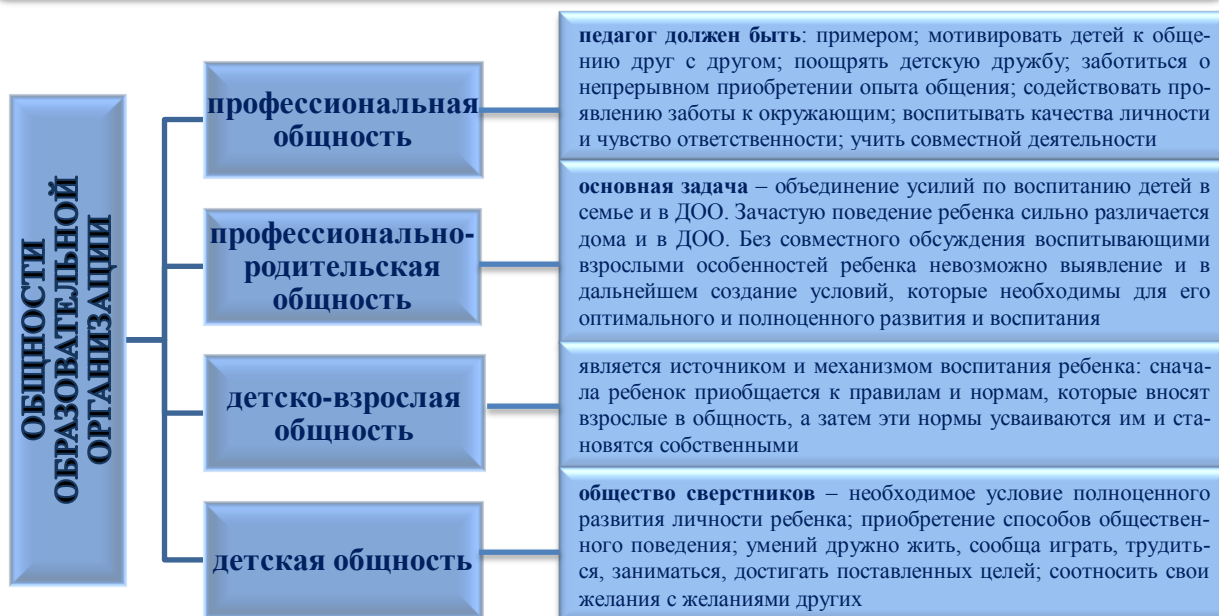 ОБЩНОСТИ
ОБРАЗОВАТЕЛЬНОЙ
ОРГАНИЗАЦИИ
профессиональная
общность
педагог должен быть: примером; мотивировать детей к обще-
нию друг с другом; поощрять детскую дружбу; заботиться о
непрерывном приобретении опыта общения; содействовать про-
явлению заботы к окружающим; воспитывать качества личности
и чувство ответственности; учить совместной деятельности
профессионально-
родительская
общность
основная задача – объединение усилий по воспитанию детей в
семье и в ДОО. Зачастую поведение ребенка сильно различается
дома и в ДОО. Без совместного обсуждения воспитывающими
взрослыми особенностей ребенка невозможно выявление и в
дальнейшем создание условий, которые необходимы для его
оптимального и полноценного развития и воспитания
детско-взрослая
общность
является источником и механизмом воспитания ребенка: снача-
ла ребенок приобщается к правилам и нормам, которые вносят
взрослые в общность, а затем эти нормы усваиваются им и ста-
новятся собственными
детская общность
общество сверстников – необходимое условие полноценного
развития личности ребенка; приобретение способов обществен-
ного поведения; умений дружно жить, сообща играть, трудить-
ся, заниматься, достигать поставленных целей; соотносить свои
желания с желаниями других